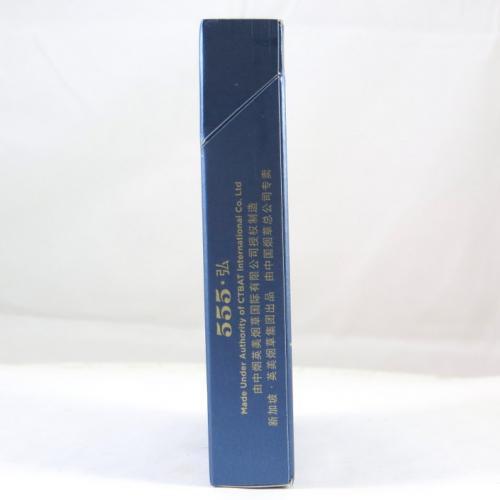 555·弘
Made Under Authority of CTBAT International Co. Ltd
由中烟英美烟草国际有限公司授权制造
新加坡·英美烟草集团出品 由中国烟草总公司专卖